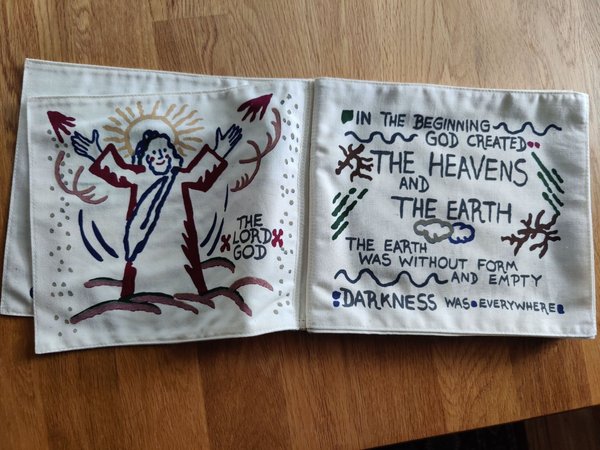 THE
LORD
GOD
IN THE BEGINNING
GOD CREATED
THE HEAVENS
AND
THE EARTH
THE EARTH
WAS WITHOUT FORM
AND EMPTY
DARKNESS WAS EVERYWHERE